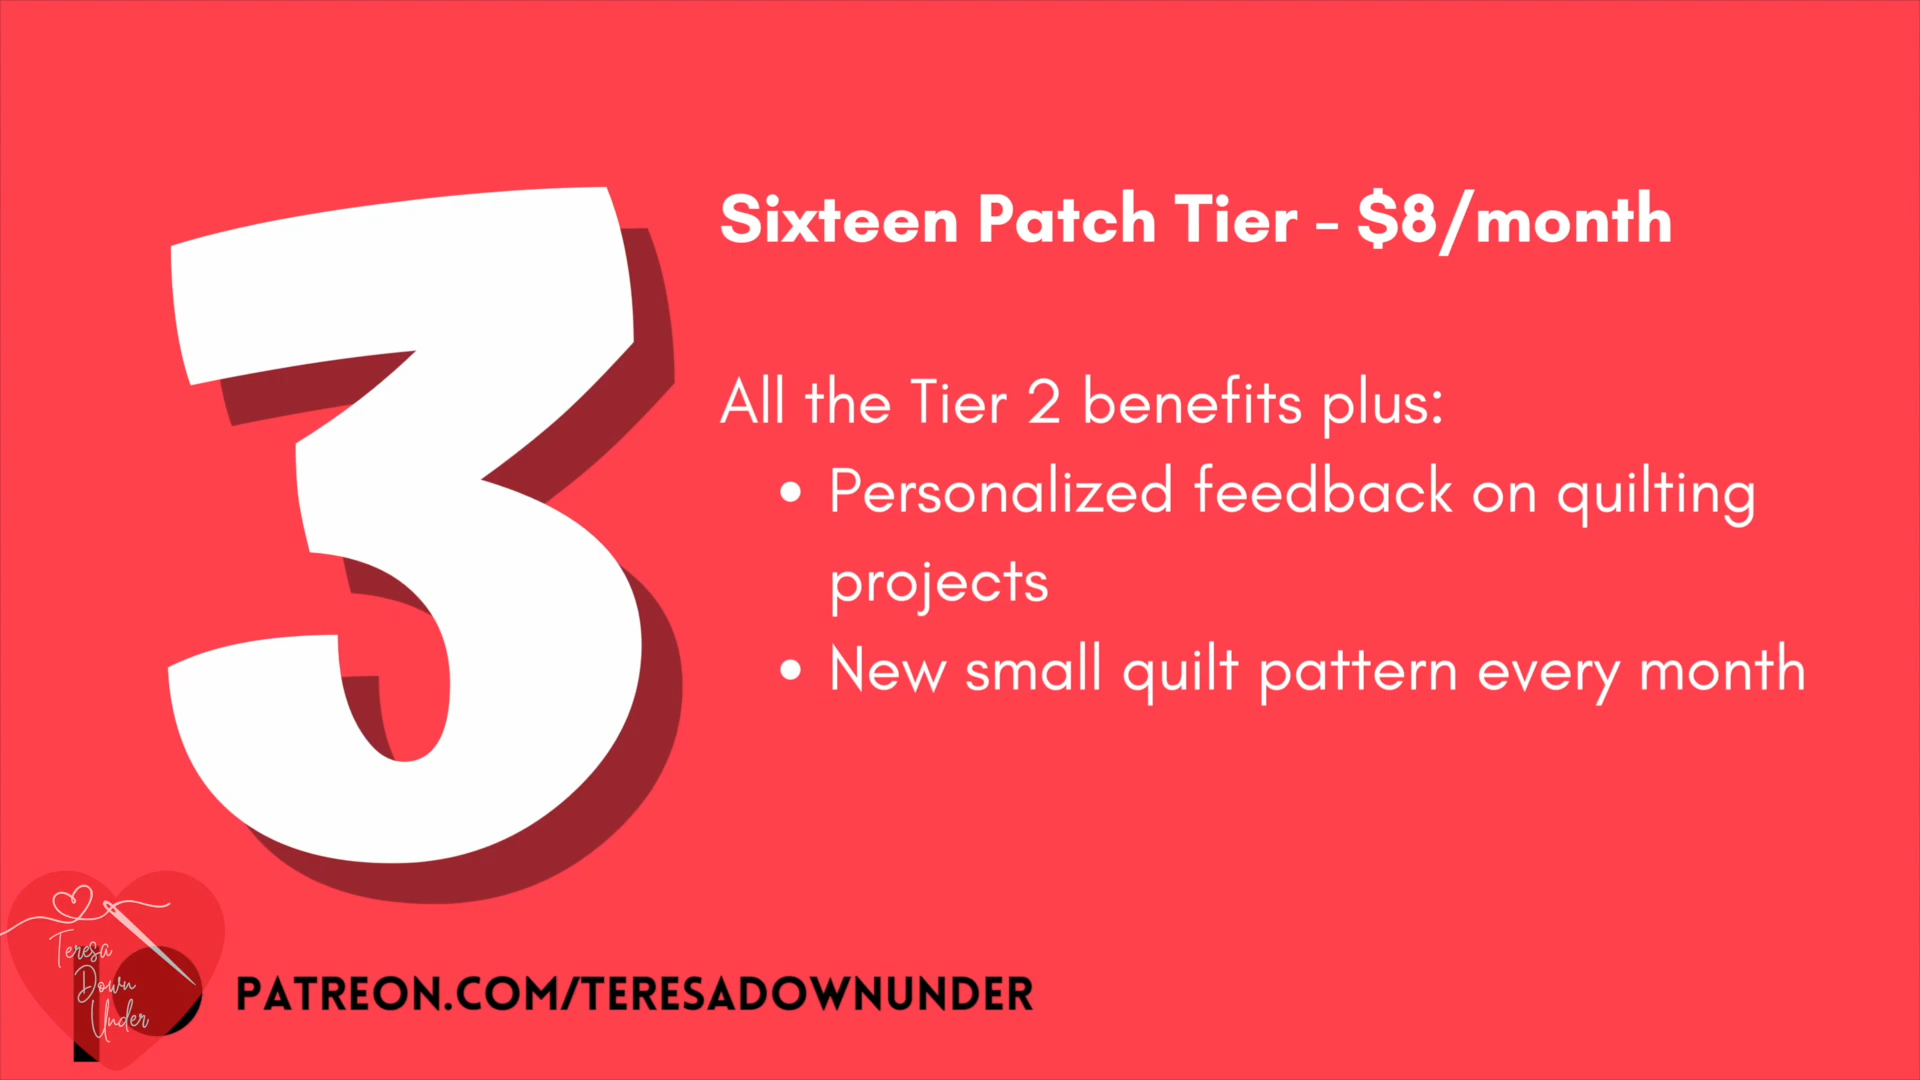 3
Sixteen Patch Tier - $8/month
All the Tier 2 benefits plus:
• Personalized feedback on quilting
projects
• New small quilt pattern every month
Teresa
Down
Under
PATREON.COM/TERESADOWNUNDER